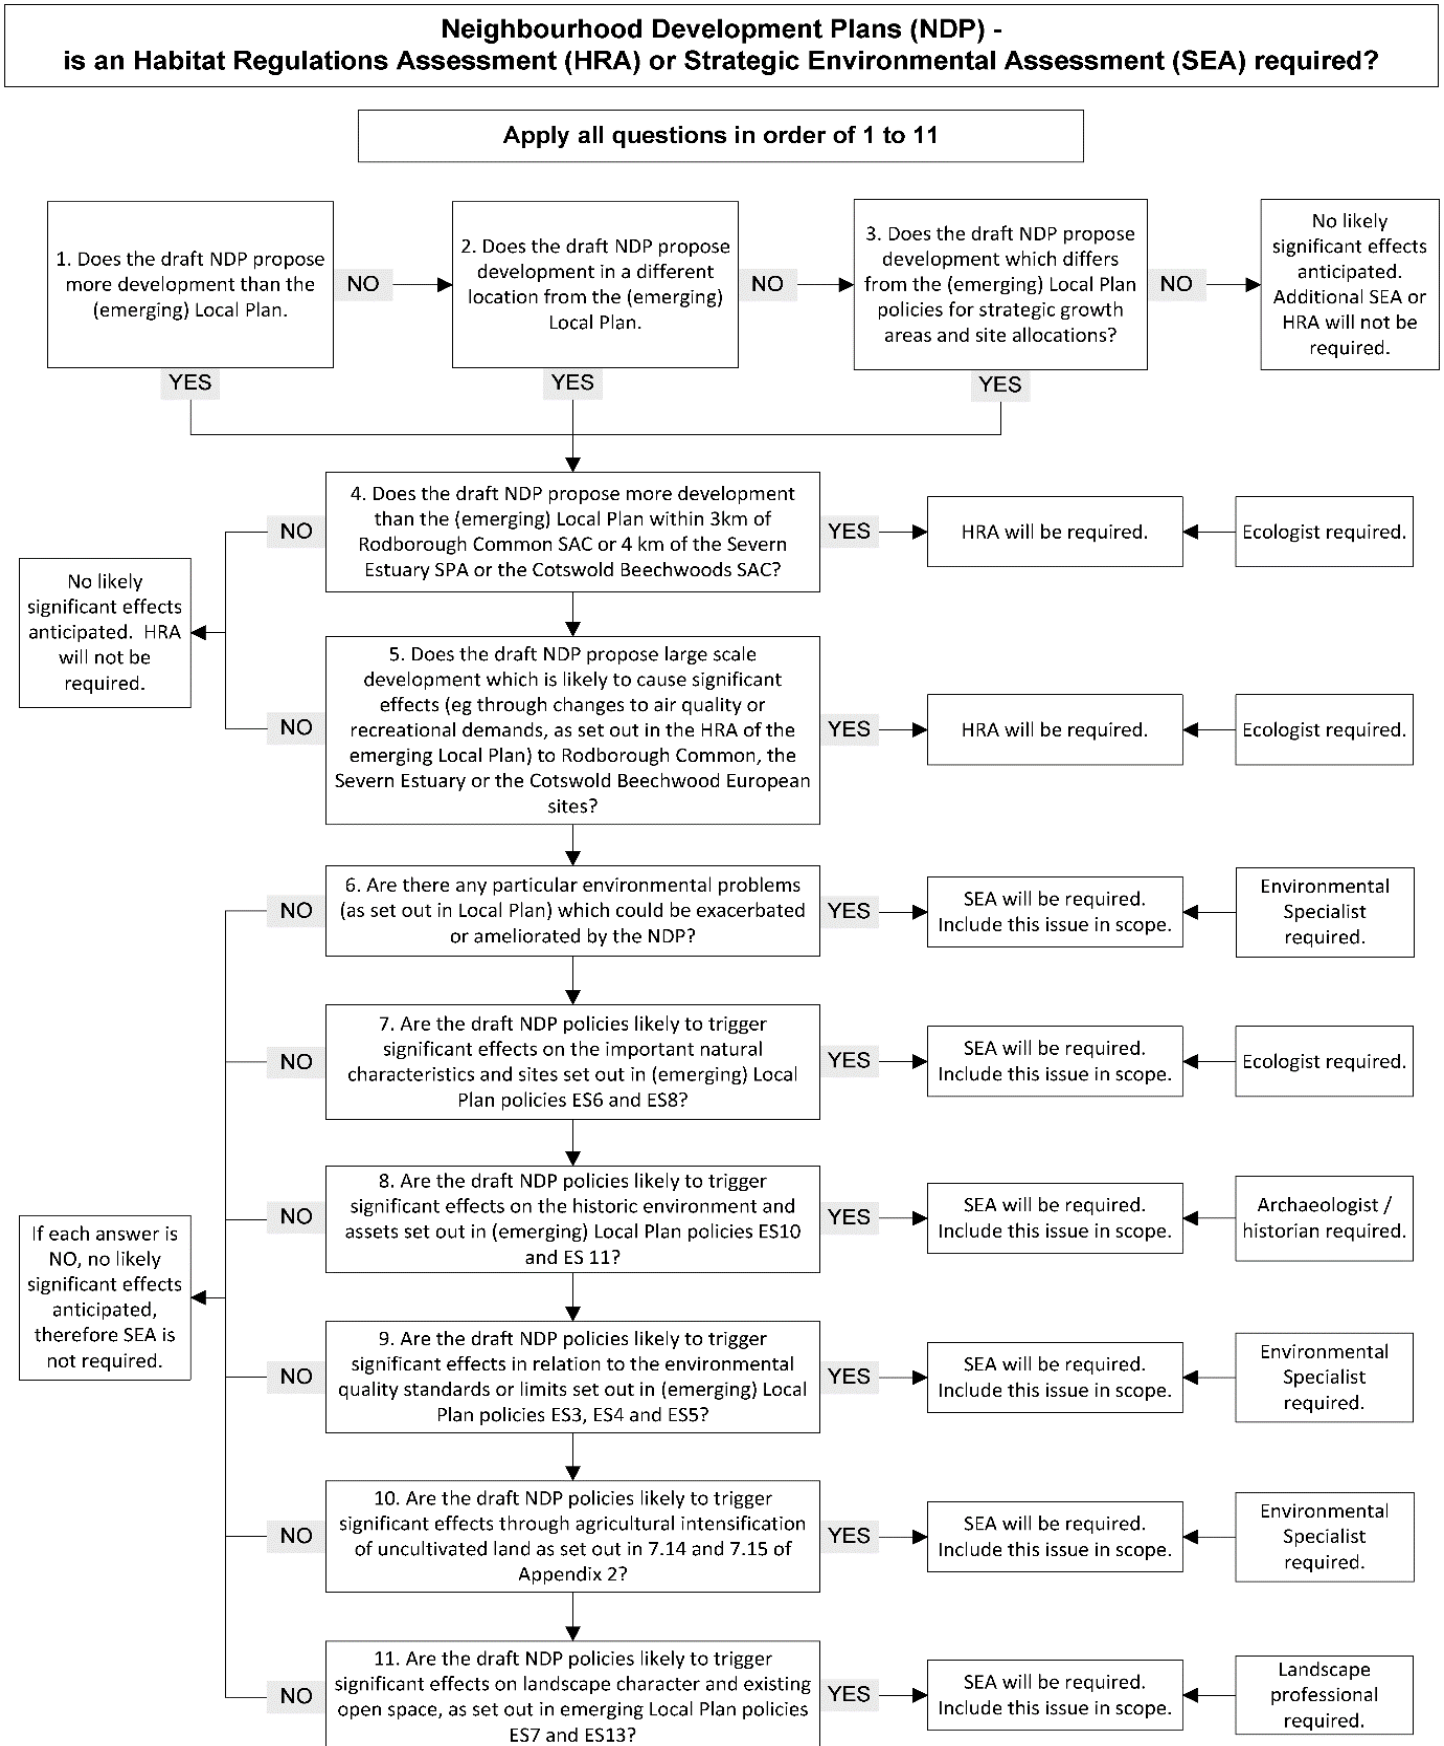 Neighbourhood Development Plans (NDP) -
is an Habitat Regulations Assessment (HRA) or Strategic Environmental Assessment (SEA) required?
Apply all questions in order of 1 to 11
1. Does the draft NDP propose
more development than the
(emerging) Local Plan.
NO
2. Does the draft NDP propose
development in a different
location from the (emerging)
Local Plan.
NO
3. Does the draft NDP propose
development which differs
from the (emerging) Local Plan
policies for strategic growth
areas and site allocations?
NO
No likely
significant effects
anticipated.
Additional SEA or
HRA will not be
required.
YES
YES
YES
4. Does the draft NDP propose more development
than the (emerging) Local Plan within 3km of
Rodborough Common SAC or 4 km of the Severn
Estuary SPA or the Cotswold Beechwoods SAC?
NO
YES
HRA will be required.
Ecologist required.
No likely
significant effects
anticipated.  HRA
will not be
required.
5. Does the draft NDP propose large scale
development which is likely to cause significant
effects (eg through changes to air quality or
recreational demands, as set out in the HRA of the
emerging Local Plan) to Rodborough Common, the
Severn Estuary or the Cotswold Beechwood European
sites?
NO
YES
HRA will be required.
Ecologist required.
6. Are there any particular environmental problems
(as set out in Local Plan) which could be exacerbated
or ameliorated by the NDP?
NO
YES
SEA will be required.
Include this issue in scope.
Environmental
Specialist
required.
7. Are the draft NDP policies likely to trigger
significant effects on the important natural
characteristics and sites set out in (emerging) Local
Plan policies ES6 and ES8?
NO
YES
SEA will be required.
Include this issue in scope.
Ecologist required.
8. Are the draft NDP policies likely to trigger
significant effects on the historic environment and
assets set out in (emerging) Local Plan policies ES10
and ES 11?
NO
YES
SEA will be required.
Include this issue in scope.
Archaeologist /
historian required.
If each answer is
NO, no likely
significant effects
anticipated,
therefore SEA is
not required.
9. Are the draft NDP policies likely to trigger
significant effects in relation to the environmental
quality standards or limits set out in (emerging) Local
Plan policies ES3, ES4 and ES5?
NO
YES
SEA will be required.
Include this issue in scope.
Environmental
Specialist
required.
10. Are the draft NDP policies likely to trigger
significant effects through agricultural intensification
of uncultivated land as set out in 7.14 and 7.15 of
Appendix 2?
NO
YES
SEA will be required.
Include this issue in scope.
Environmental
Specialist
required.
11. Are the draft NDP policies likely to trigger
significant effects on landscape character and existing
open space, as set out in emerging Local Plan policies
ES7 and ES13?
NO
YES
SEA will be required.
Include this issue in scope.
Landscape
professional
required.